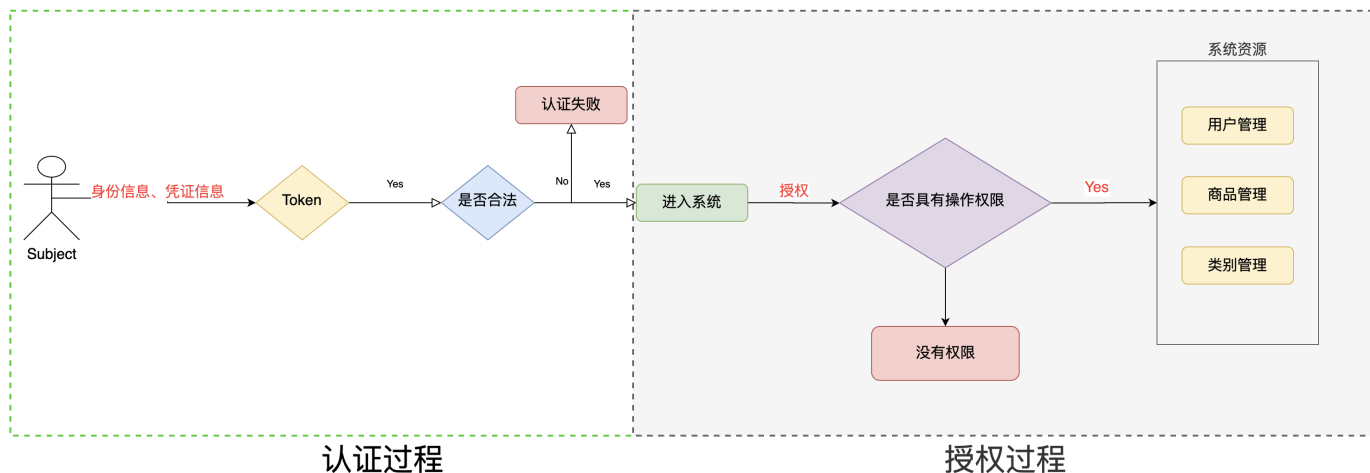 系统资源
认证失败
用户管理
身份信息、凭证信息
Token
Yes
是否合法
No
Yes
进入系统
授权
是否具有操作权限
Yes
商品管理
Subject
类别管理
没有权限
认证过程
授权过程